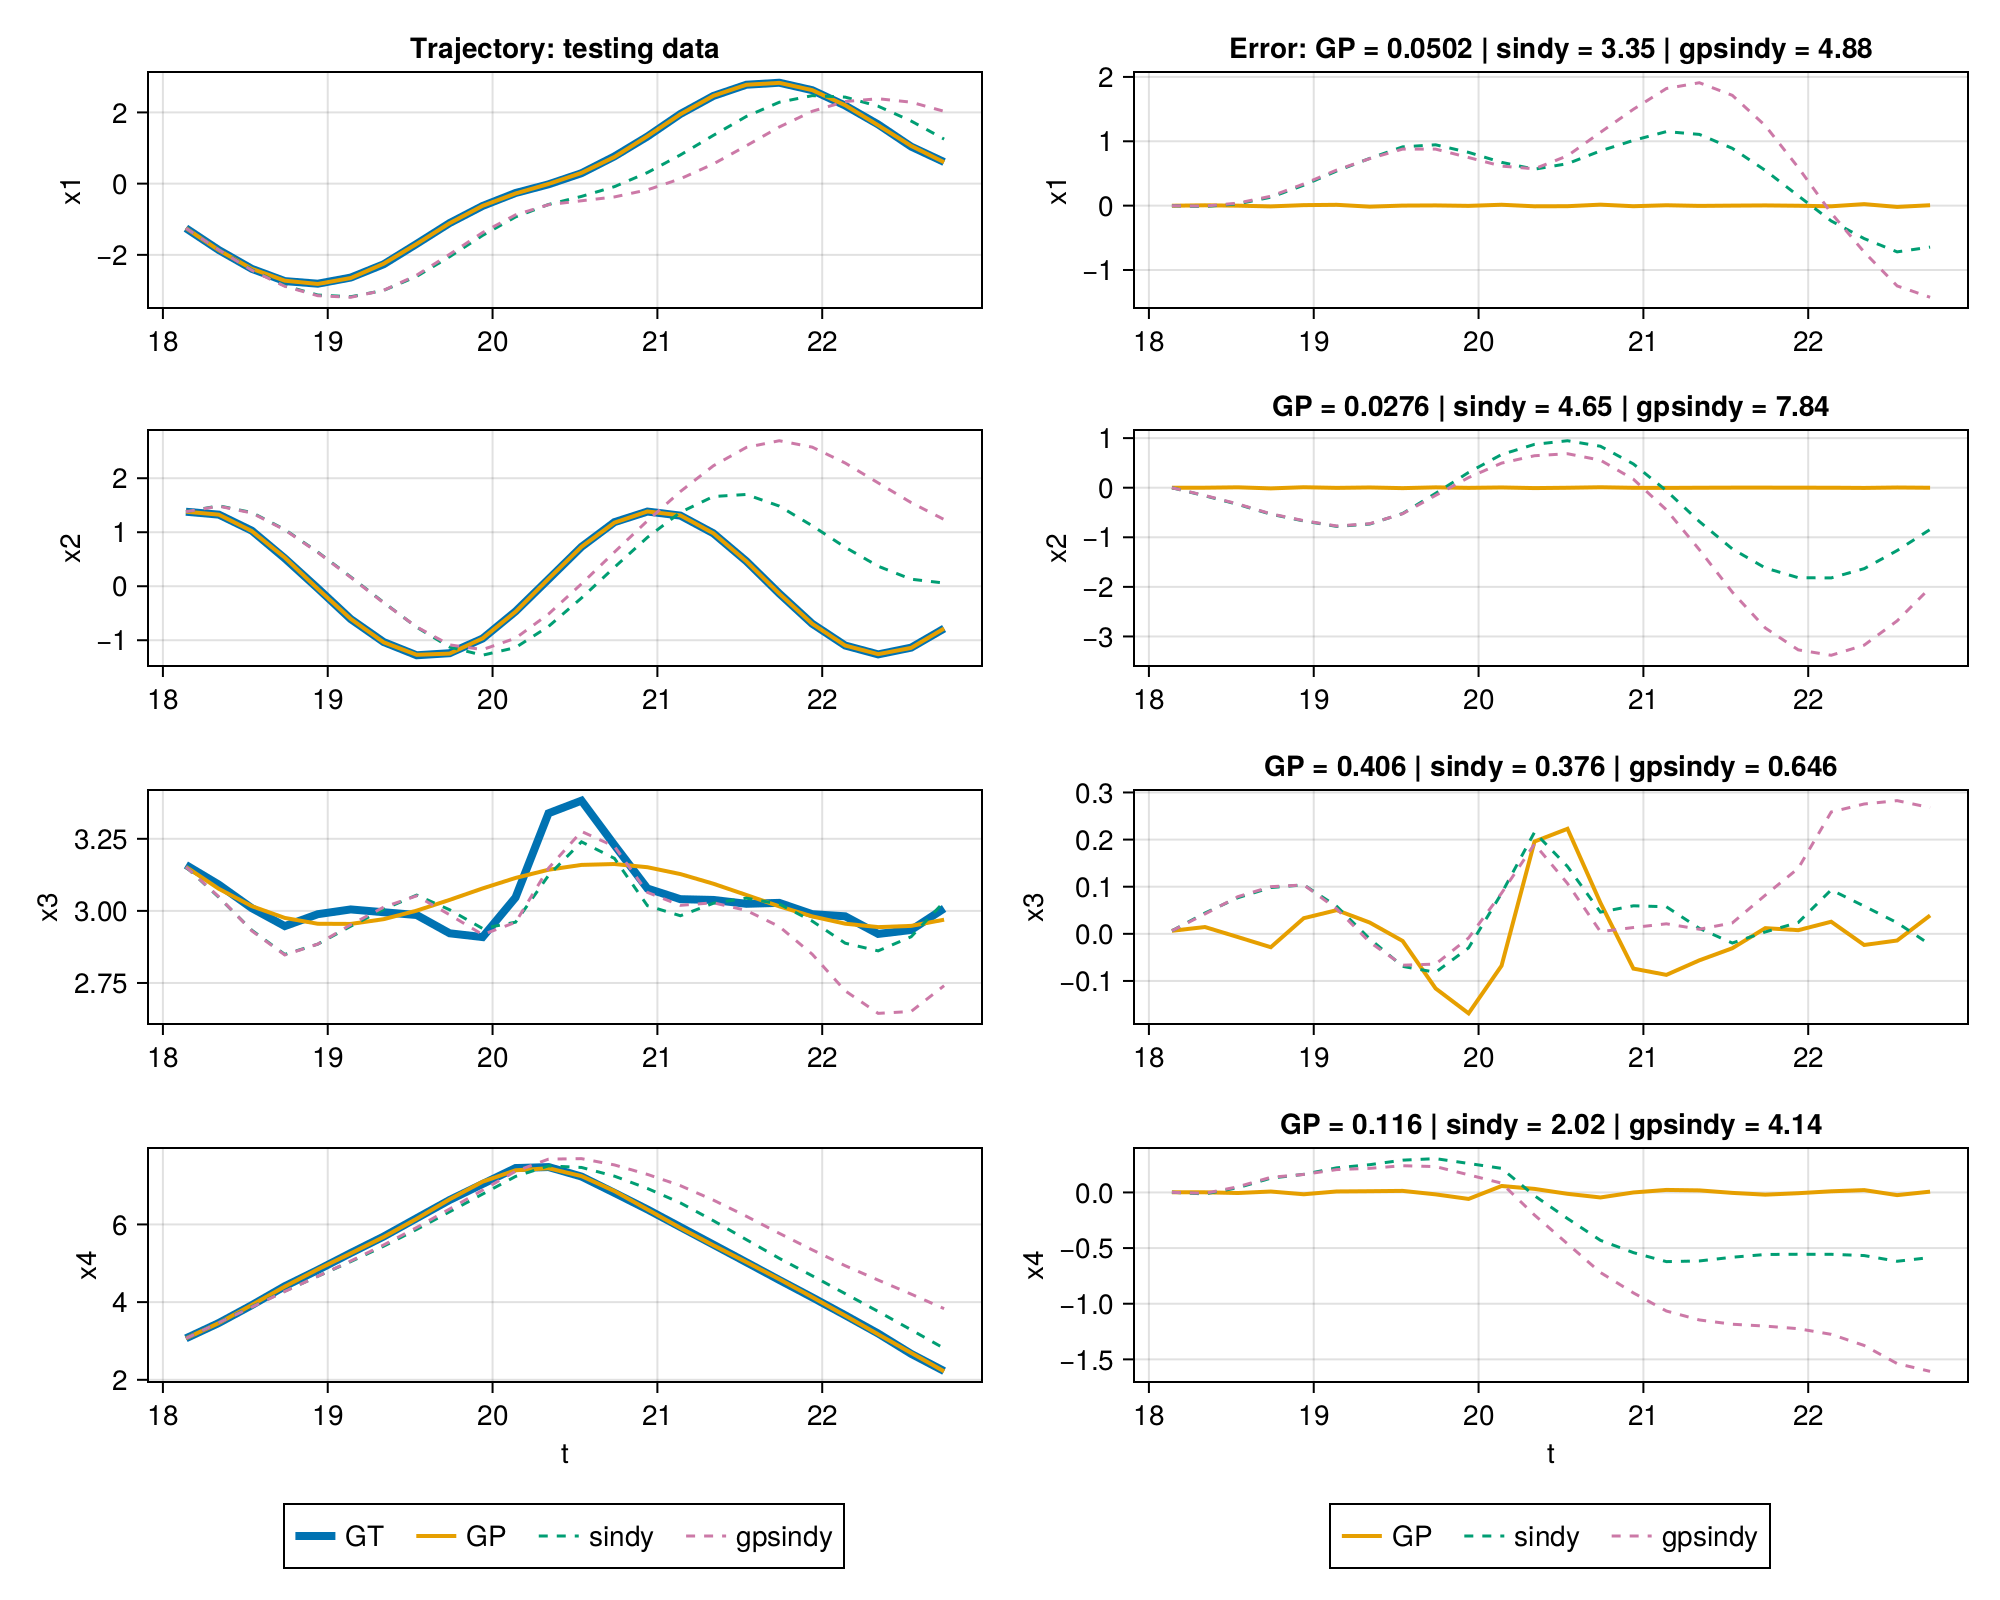 Trajectory: testing data
x1
2
0
−2
18 19 20 21 22
Error: GP = 0.0502 | sindy = 3.35 | gpsindy = 4.88
x1
2
1
0
−1
18 19 20 21 22
x2
2
1
0
−1
18 19 20 21 22
GP = 0.0276 | sindy = 4.65 | gpsindy = 7.84
x2
1
0
−1
−2
−3
18 19 20 21 22
x3
3.25
3.00
2.75
18 19 20 21 22
GP = 0.406 | sindy = 0.376 | gpsindy = 0.646
x3
0.3
0.2
0.1
0.0
−0.1
18 19 20 21 22
x4
6
4
2
18 19 20 21 22
t
GP = 0.116 | sindy = 2.02 | gpsindy = 4.14
x4
0.0
−0.5
−1.0
−1.5
18 19 20 21 22
t
GT GP sindy gpsindy
GP sindy gpsindy